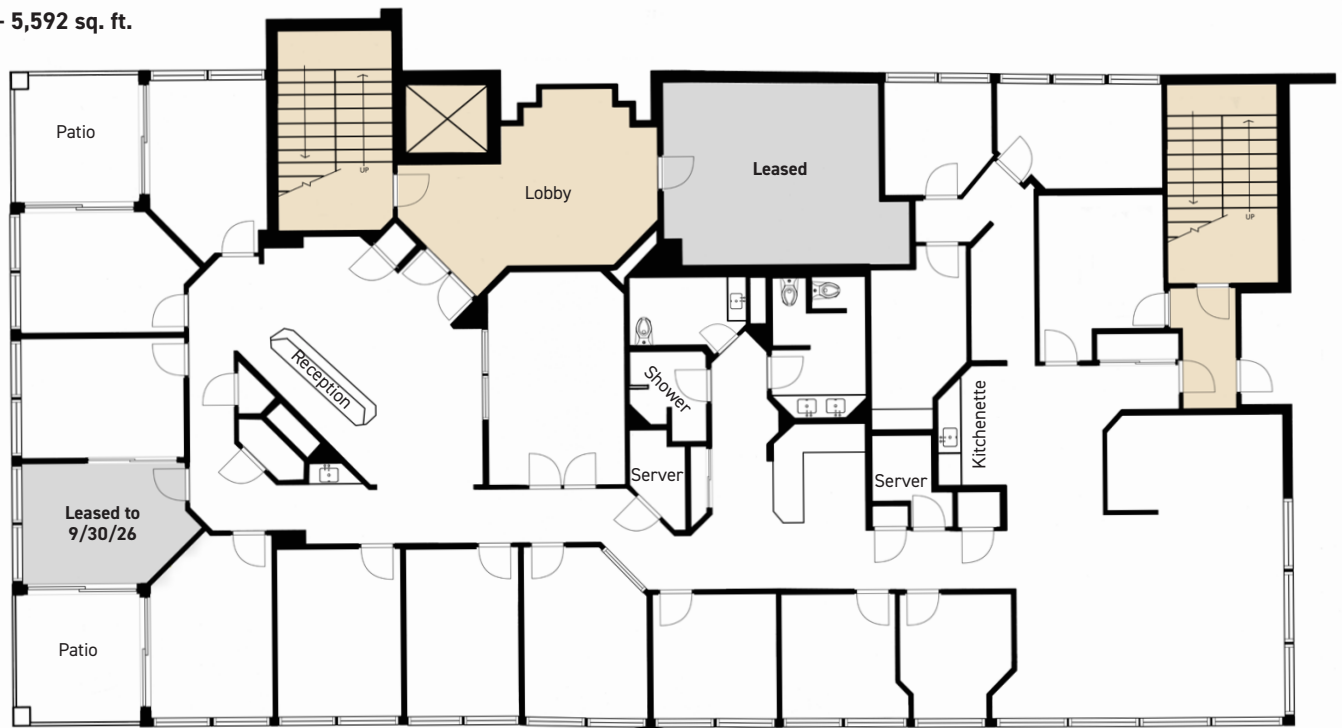 - 5,592 sq. ft.
Patio
UP
Lobby
Leased
UP
Reception
Shower
Kitchenette
Server
Server
Leased to
9/30/26
Patio